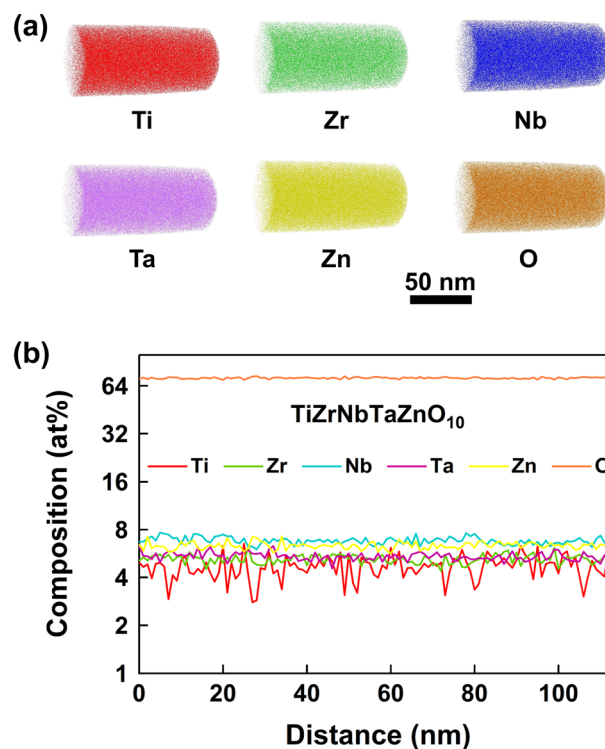 (a)
Ti Zr Nb
Ta Zn O
50 nm
(b)
Composition (at%)
64
32
16
8
4
2
1
TiZrNbTaZnO₁₀
Ti Zr Nb Ta Zn O
0 20 40 60 80 100
Distance (nm)